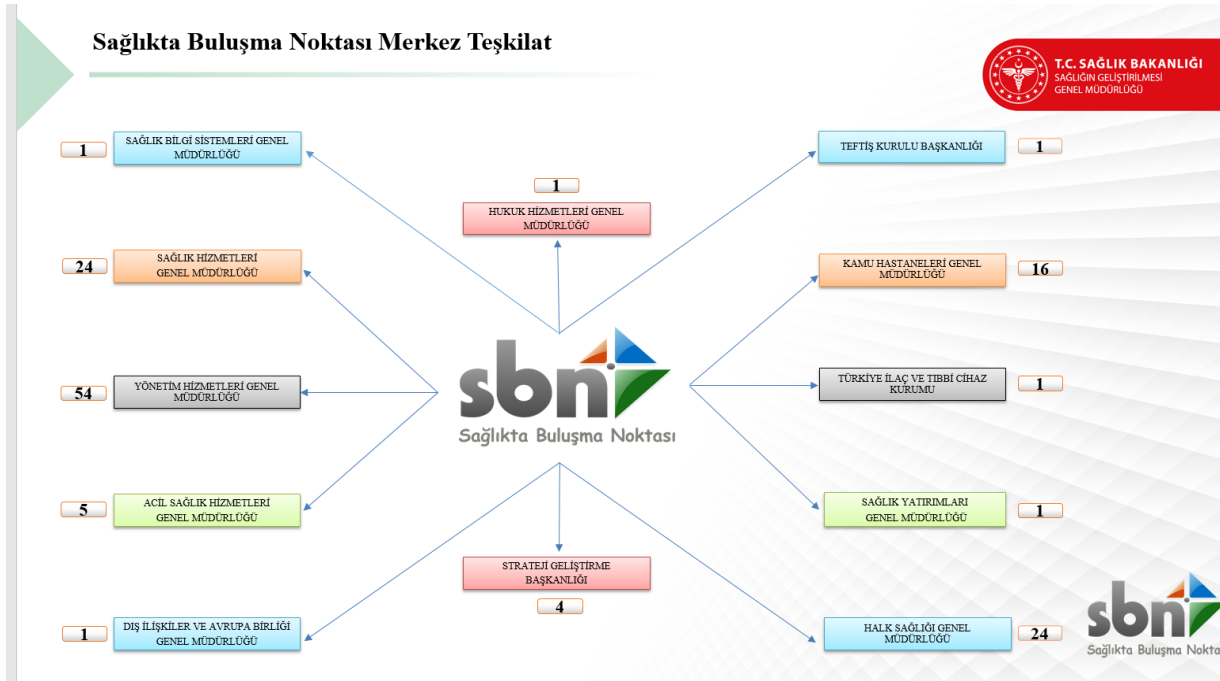 Sağlıkta Buluşma Noktası Merkez Teşkilat
T.C. SAĞLIK BAKANLIĞI
SAĞLIĞIN GELİŞTİRİLMESİ
GENEL MÜDÜRLÜĞÜ
1
SAĞLIK BİLGİ SİSTEMLERİ GENEL
MÜDÜRLÜĞÜ
TEFTİŞ KURULU BAŞKANLIĞI
1
1
HUKUK HİZMETLERİ GENEL
MÜDÜRLÜĞÜ
24
SAĞLIK HİZMETLERİ
GENEL MÜDÜRLÜĞÜ
KAMU HASTANELERİ GENEL
MÜDÜRLÜĞÜ
16
54
YÖNETİM HİZMETLERİ GENEL
MÜDÜRLÜĞÜ
sbn
Sağlıkta Buluşma Noktası
TÜRKİYE İLAÇ VE TIBBİ CİHAZ
KURUMU
1
5
ACİL SAĞLIK HİZMETLERİ
GENEL MÜDÜRLÜĞÜ
SAĞLIK YATIRIMLARI
GENEL MÜDÜRLÜĞÜ
1
STRATEJİ GELİŞTİRME
BAŞKANLIĞI
4
1
DIŞ İLİŞKİLER VE AVRUPA BİRLİĞİ
GENEL MÜDÜRLÜĞÜ
HALK SAĞLIĞI GENEL
MÜDÜRLÜĞÜ
24
sbn
Sağlıkta Buluşma Nokta